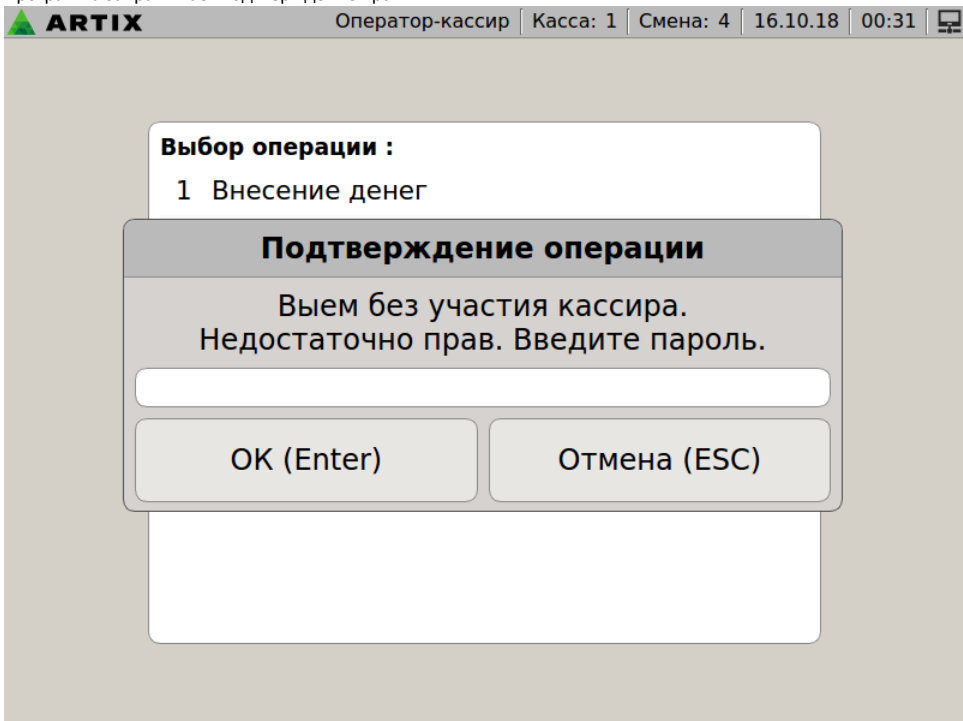 ARTIX Оператор-кассир Касса: 1 Смена: 4 16.10.18 00:31
Выбор операции :
1 Внесение денег
Подтверждение операции
Выем без участия кассира.
Недостаточно прав. Введите пароль.
ОК (Enter) Отмена (ESC)